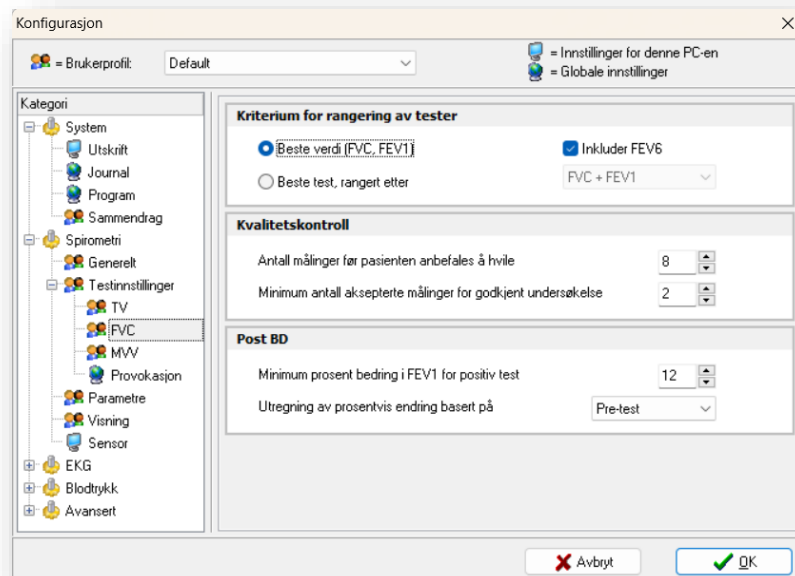 Konfigurasjon
= Brukerprofil:
Default
= Innstillinger for denne PC-en
= Globale innstillinger
Kategori
System
Utskrift
Journal
Program
Sammendrag
Spirometri
Generelt
Testinnstillinger
TV
FVC
MVV
Provokasjon
Parametre
Visning
Sensor
EKG
Blodtrykk
Avansert
Kriterium for rangering av tester
Beste verdi (FVC, FEV1)
Inkluder FEV6
Beste test, rangert etter
FVC + FEV1
Kvalitetskontroll
Antall målinger før pasienten anbefales å hvile
8
Minimum antall aksepterte målinger for godkjent undersøkelse
2
Post BD
Minimum prosent bedring i FEV1 for positiv test
12
Utregning av prosentvis endring basert på
Pre-test
Avbryt
OK